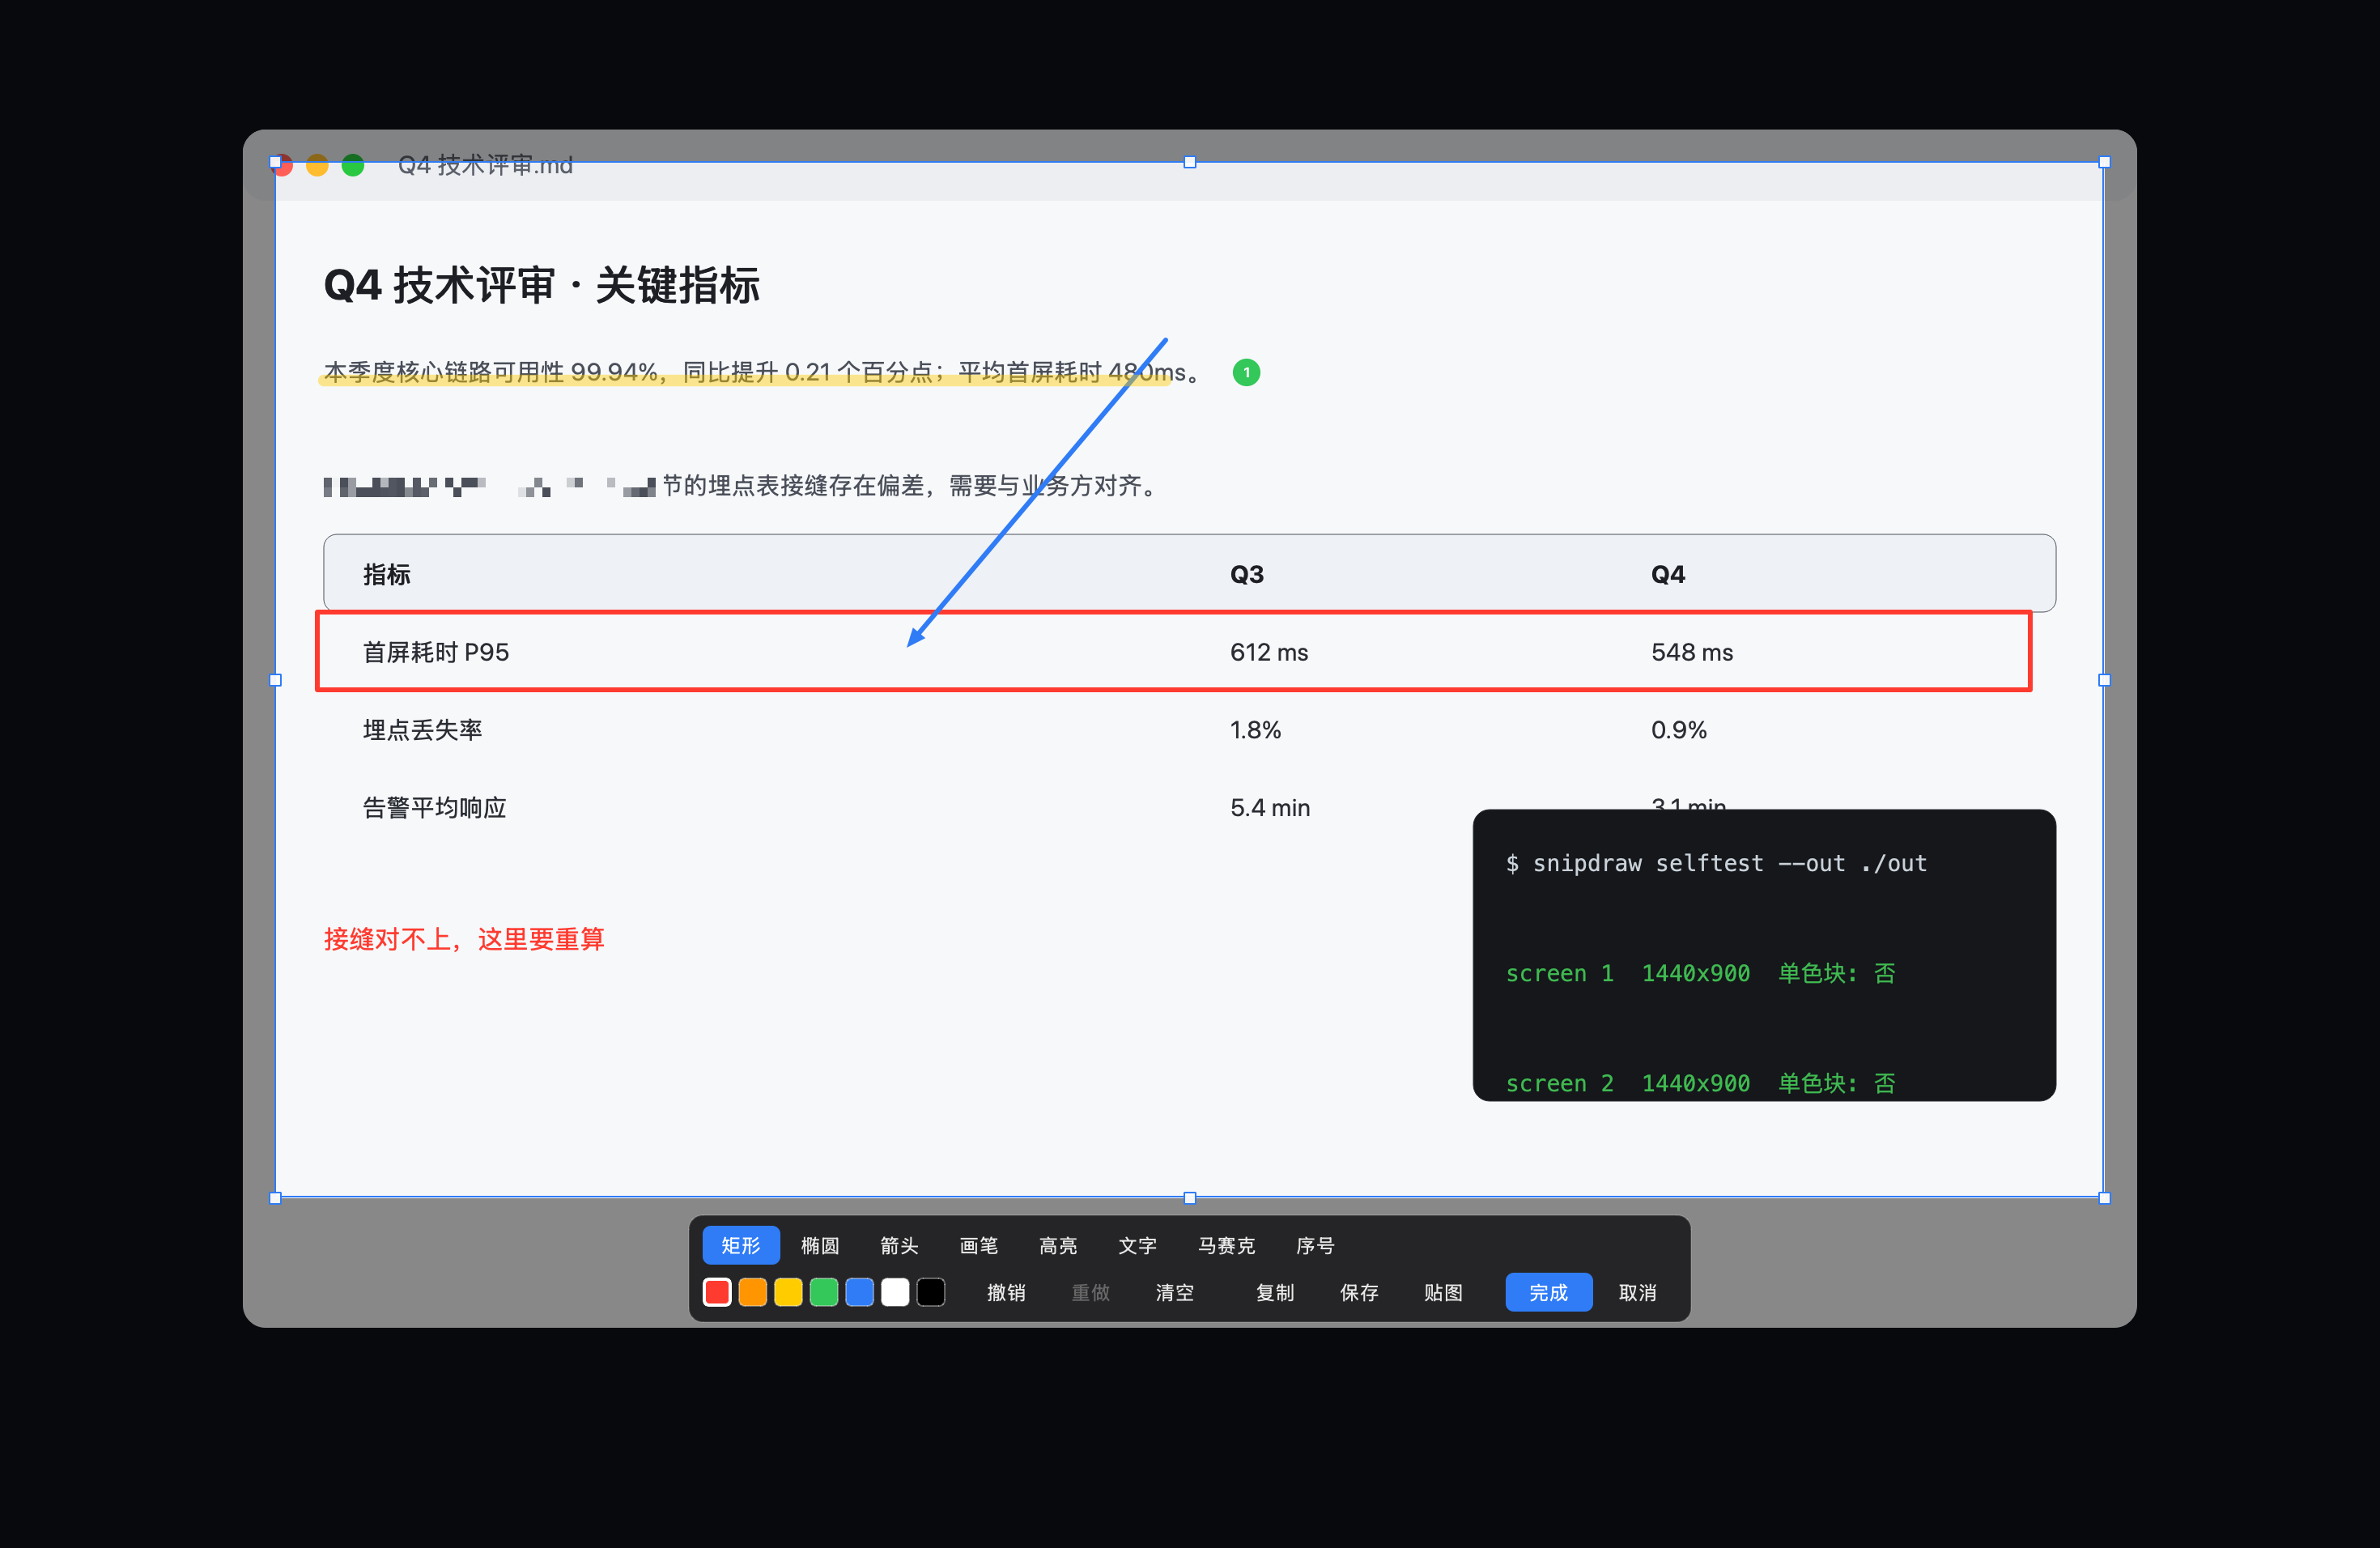 Q4 技术评审.md
Q4 技术评审 · 关键指标
本季度核心链路可用性 99.94%，同比提升 0.21 个百分点；平均首屏耗时 480ms。 1
节的埋点表接缝存在偏差，需要与业务方对齐。
指标 Q3 Q4
首屏耗时 P95 612 ms 548 ms
埋点丢失率 1.8% 0.9%
告警平均响应 5.4 min 3.1 min
$ snipdraw selftest --out ./out
接缝对不上，这里要重算
screen 1 1440x900 单色块: 否
screen 2 1440x900 单色块: 否
矩形 椭圆 箭头 画笔 高亮 文字 马赛克 序号
撤销 重做 清空 复制 保存 贴图 完成 取消